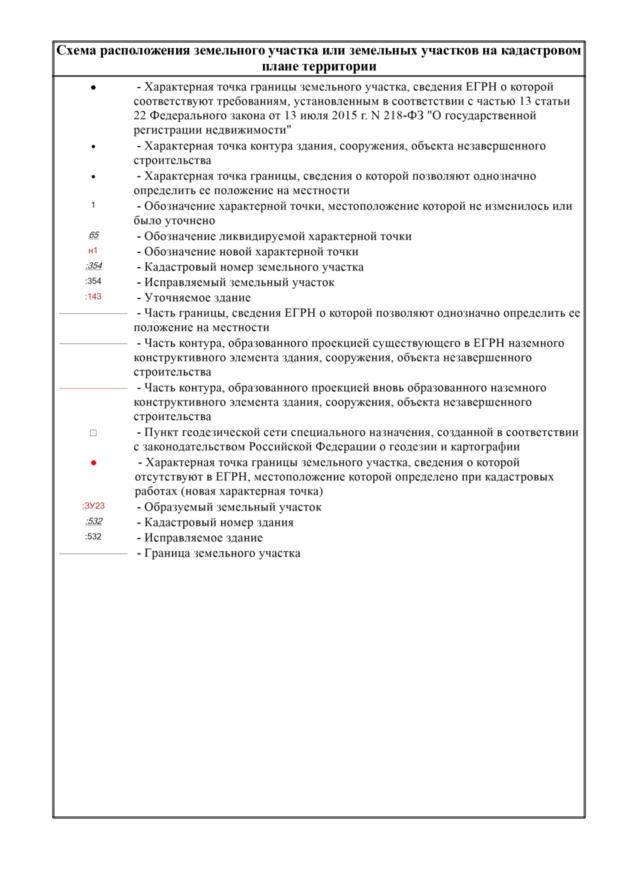 Схема расположения земельного участка или земельных участков на кадастровом
плане территории
- Характерная точка границы земельного участка, сведения ЕГРН о которой
соответствуют требованиям, установленным в соответствии с частью 13 статьи
22 Федерального закона от 13 июля 2015 г. N 218-ФЗ "О государственной
регистрации недвижимости"
- Характерная точка контура здания, сооружения, объекта незавершенного
строительства
- Характерная точка границы, сведения о которой позволяют однозначно
определить ее положение на местности
1 - Обозначение характерной точки, местоположение которой не изменилось или
было уточнено
65 - Обозначение ликвидируемой характерной точки
н1 - Обозначение новой характерной точки
:354 - Кадастровый номер земельного участка
:354 - Исправляемый земельный участок
:143 - Уточняемое здание
- Часть границы, сведения ЕГРН о которой позволяют однозначно определить ее
положение на местности
- Часть контура, образованного проекцией существующего в ЕГРН наземного
конструктивного элемента здания, сооружения, объекта незавершенного
строительства
- Часть контура, образованного проекцией вновь образованного наземного
конструктивного элемента здания, сооружения, объекта незавершенного
строительства
- Пункт геодезической сети специального назначения, созданной в соответствии
с законодательством Российской Федерации о геодезии и картографии
- Характерная точка границы земельного участка, сведения о которой
отсутствуют в ЕГРН, местоположение которой определено при кадастровых
работах (новая характерная точка)
:ЗУ23 - Образуемый земельный участок
:532 - Кадастровый номер здания
:532 - Исправляемое здание
- Граница земельного участка